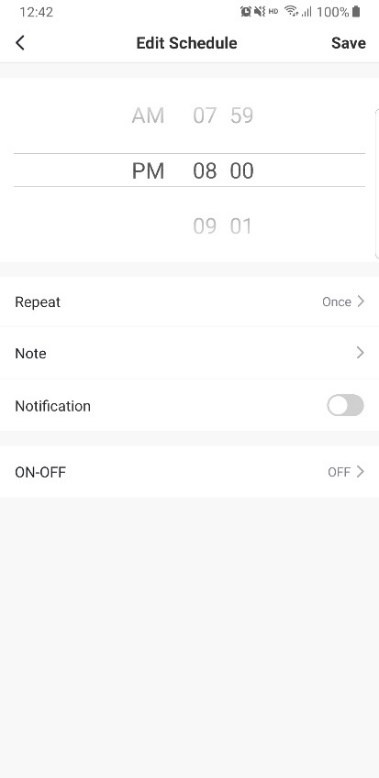 12:42 HD 100%
Edit Schedule Save
AM 07 59
PM 08 00
09 01
Repeat Once
Note
Notification
ON-OFF OFF